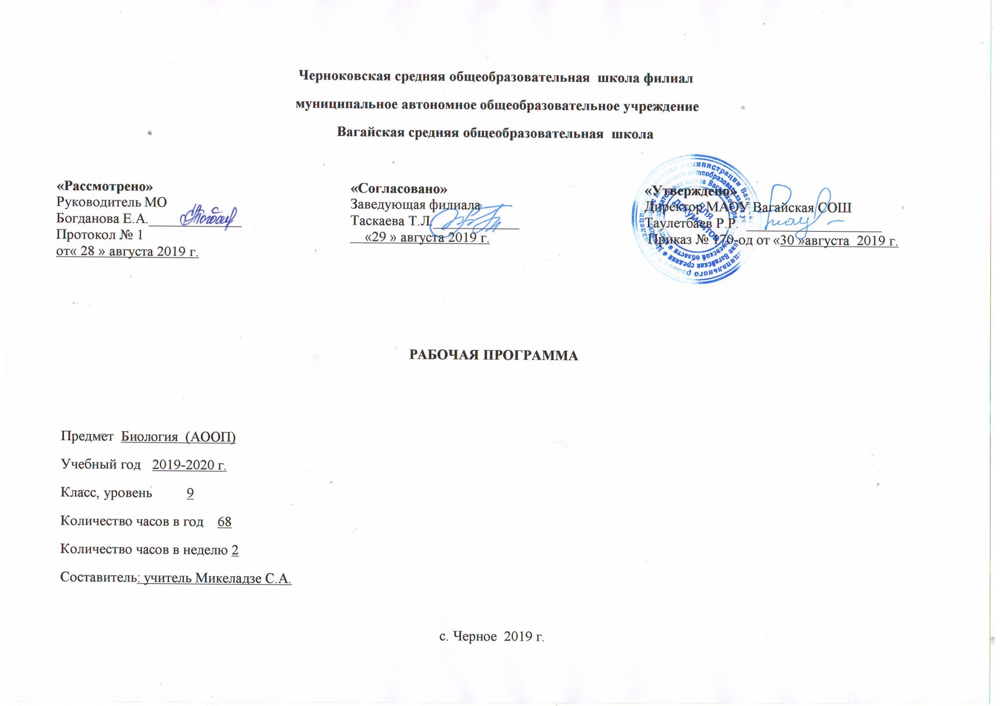 Черноковская средняя общеобразовательная школа филиал
муниципальное автономное общеобразовательное учреждение
Вагайская средняя общеобразовательная школа
«Рассмотрено»
Руководитель МО
Богданова Е.А.
Протокол № 1
от« 28 » августа 2019 г.
«Согласовано»
Заведующая филиала
Таскаева Т.Л.
«29 » августа 2019 г.
«Утверждено»
Директор МАОУ Вагайская СОШ
Таулетбаев Р.Р.
Приказ № 170-од от «30 »августа 2019 г.
Для
документов
РАБОЧАЯ ПРОГРАММА
Предмет Биология (АООП)
Учебный год 2019-2020 г.
Класс, уровень 9
Количество часов в год 68
Количество часов в неделю 2
Составитель: учитель Микеладзе С.А.
с. Черное 2019 г.